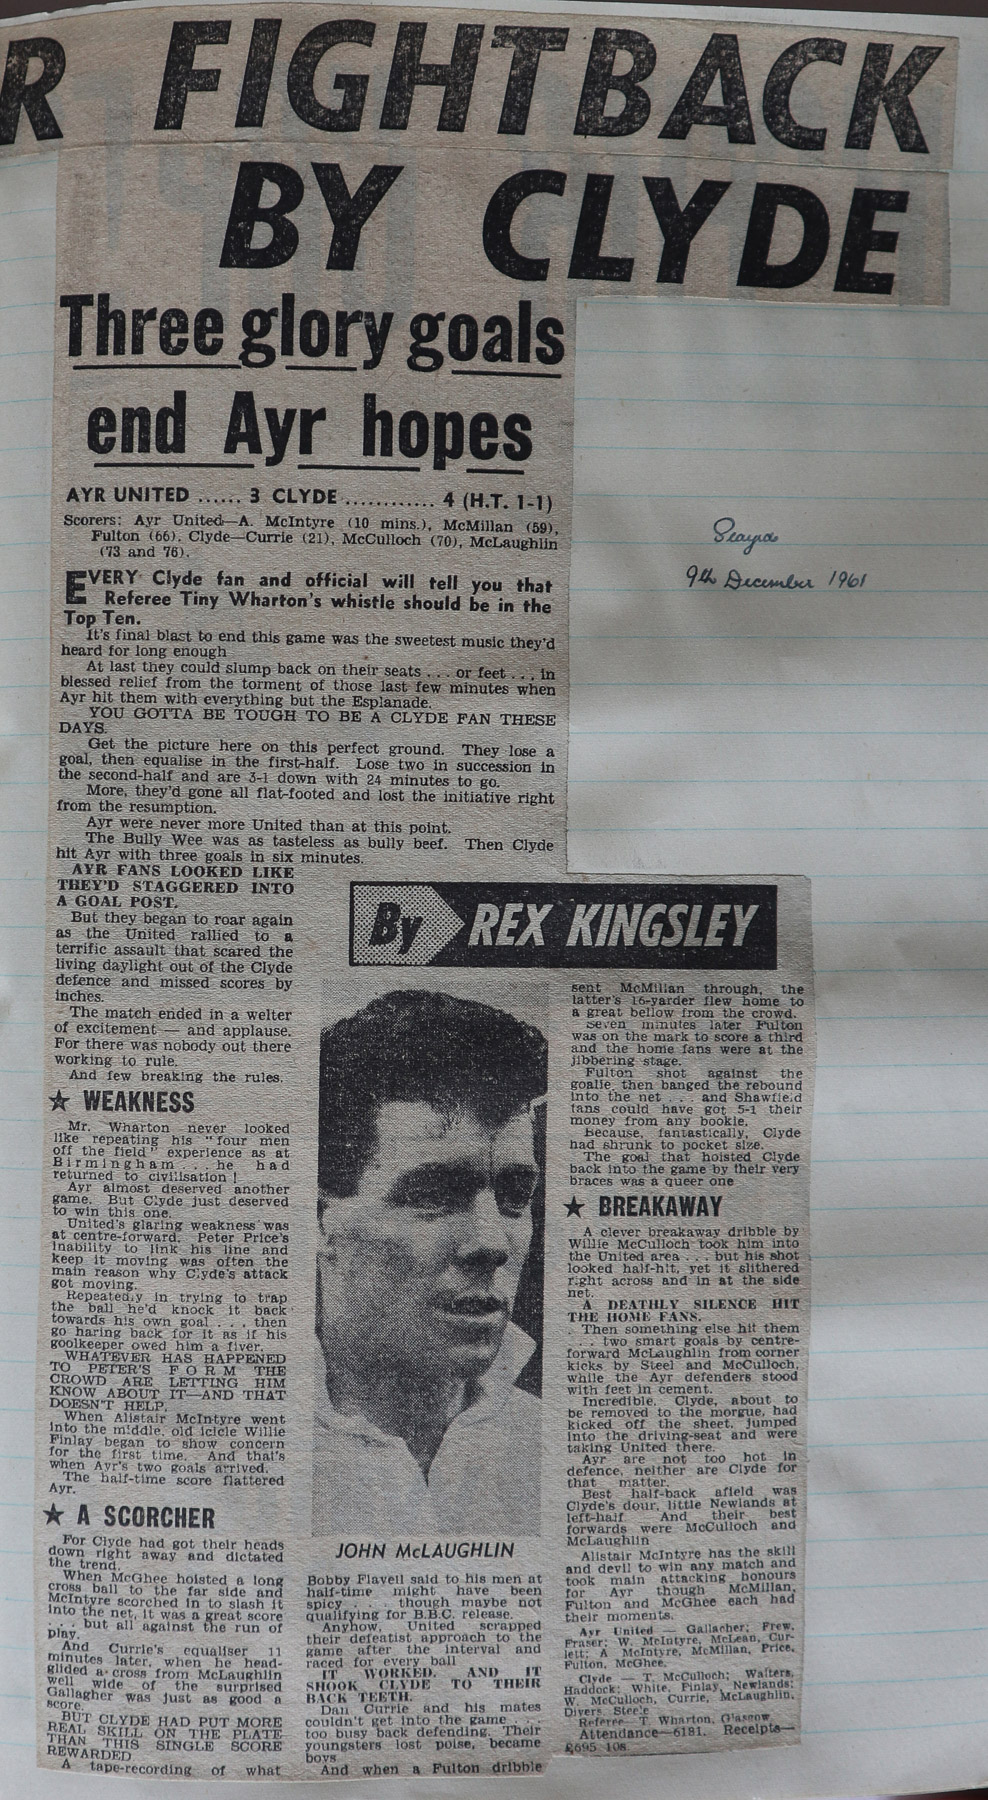 R FIGHTBACK
BY CLYDE
Three glory goals
end Ayr hopes
AYR UNITED ...... 3 CLYDE ............ 4 (H.T. 1-1)
Scorers: Ayr United—A. McIntyre (10 mins.), McMillan (59),
Fulton (66). Clyde—Currie (21), McCulloch (70), McLaughlin
(73 and 76).
EVERY Clyde fan and official will tell you that
Referee Tiny Wharton's whistle should be in the
Top Ten.
It's final blast to end this game was the sweetest music they'd
heard for long enough
At last they could slump back on their seats . . . or feet . . . in
blessed relief from the torment of those last few minutes when
Ayr hit them with everything but the Esplanade.
YOU GOTTA BE TOUGH TO BE A CLYDE FAN THESE
DAYS.
Get the picture here on this perfect ground. They lose a
goal, then equalise in the first-half. Lose two in succession in
the second-half and are 3-1 down with 24 minutes to go.
More, they'd gone all flat-footed and lost the initiative right
from the resumption.
Ayr were never more United than at this point.
The Bully Wee was as tasteless as bully beef. Then Clyde
hit Ayr with three goals in six minutes.
AYR FANS LOOKED LIKE
THEY'D STAGGERED INTO
A GOAL POST.
But they began to roar again
as the United rallied to a
terrific assault that scared the
living daylight out of the Clyde
defence and missed scores by
inches.
The match ended in a welter
of excitement — and applause.
For there was nobody out there
working to rule.
And few breaking the rules.
★ WEAKNESS
Mr. Wharton never looked
like repeating his "four men
off the field" experience as at
Birmingham . . . he had
returned to civilisation!
Ayr almost deserved another
game. But Clyde just deserved
to win this one.
United's glaring weakness was
at centre-forward. Peter Price's
inability to link his line and
keep it moving was often the
main reason why Clyde's attack
got moving.
Repeatedly in trying to trap
the ball he'd knock it back
towards his own goal . . . then
go haring back for it as if his
goolkeeper owed him a fiver.
WHATEVER HAS HAPPENED
TO PETER'S FORM THE
CROWD ARE LETTING HIM
KNOW ABOUT IT—AND THAT
DOESN'T HELP.
When Alistair McIntyre went
into the middle, old icicle Willie
Finlay began to show concern
for the first time. And that's
when Ayr's two goals arrived.
The half-time score flattered
Ayr.
★ A SCORCHER
For Clyde had got their heads
down right away and dictated
the trend.
When McGhee hoisted a long
cross ball to the far side and
McIntyre scorched in to slash it
into the net, it was a great score
. . . but all against the run of
play.
And Currie's equaliser 11
minutes later, when he head-
glided a cross from McLaughlin
well wide of the surprised
Gallagher was just as good a
score.
BUT CLYDE HAD PUT MORE
REAL SKILL ON THE PLATE
THAN THIS SINGLE SCORE
REWARDED
A tape-recording of what
By REX KINGSLEY
JOHN McLAUGHLIN
Bobby Flavell said to his men at
half-time might have been
spicy . . . though maybe not
qualifying for B.B.C. release.
Anyhow, United scrapped
their defeatist approach to the
game after the interval and
raced for every ball
IT WORKED. AND IT
SHOOK CLYDE TO THEIR
BACK TEETH.
Dan Currie and his mates
couldn't get into the game . . .
too busy back defending. Their
youngsters lost poise, became
boys
And when a Fulton dribble
sent McMillan through, the
latter's 16-yarder flew home to
a great bellow from the crowd.
Seven minutes later Fulton
was on the mark to score a third
and the home fans were at the
jibbering stage.
Fulton shot against the
goalie, then banged the rebound
into the net . . . and Shawfield
fans could have got 5-1 their
money from any bookie.
Because, fantastically, Clyde
had shrunk to pocket size.
The goal that hoisted Clyde
back into the game by their very
braces was a queer one
★ BREAKAWAY
A clever breakaway dribble by
Willie McCulloch took him into
the United area . . . but his shot
looked half-hit, yet it slithered
right across and in at the side
net.
A DEATHLY SILENCE HIT
THE HOME FANS.
Then something else hit them
. . . two smart goals by centre-
forward McLaughlin from corner
kicks by Steel and McCulloch,
while the Ayr defenders stood
with feet in cement.
Incredible. Clyde, about to
be removed to the morgue, had
kicked off the sheet, jumped
into the driving-seat and were
taking United there.
Ayr are not too hot in
defence, neither are Clyde for
that matter.
Best half-back afield was
Clyde's dour, little Newlands at
left-half. And their best
forwards were McCulloch and
McLaughlin
Alistair McIntyre has the skill
and devil to win any match and
took main attacking honours
for Ayr though McMillan,
Fulton and McGhee each had
their moments.
Ayr United — Gallacher; Frew,
Fraser; W. McIntyre, McLean, Cur-
lett; A McIntyre, McMillan, Price,
Fulton, McGhee.
Clyde — T. McCulloch; Walters,
Haddock; White, Finlay, Newlands;
W. McCulloch, Currie, McLaughlin,
Divers, Steele
Referee—T Wharton, Glasgow.
Attendance—6181. Receipts—
£695 10s
9th December 1961